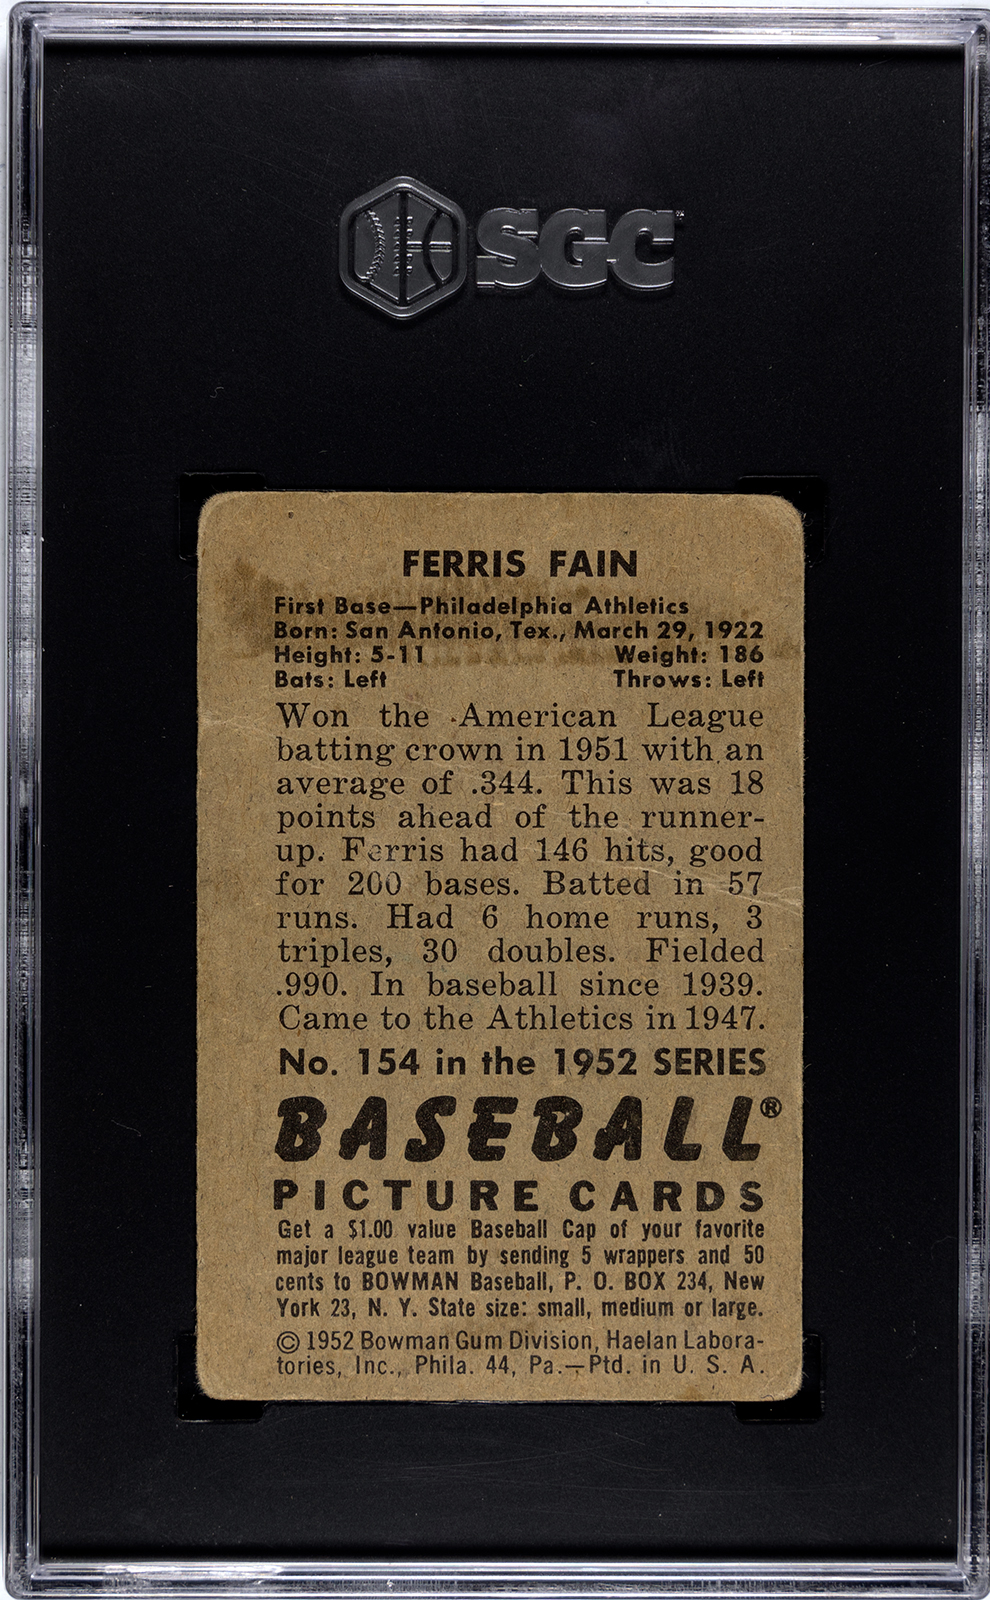 SGC
FERRIS FAIN
First Base—Philadelphia Athletics
Born: San Antonio, Tex., March 29, 1922
Height: 5-11 Weight: 186
Bats: Left Throws: Left
Won the American League
batting crown in 1951 with an
average of .344. This was 18
points ahead of the runner-
up. Ferris had 146 hits, good
for 200 bases. Batted in 57
runs. Had 6 home runs, 3
triples, 30 doubles. Fielded
.990. In baseball since 1939.
Came to the Athletics in 1947.
No. 154 in the 1952 SERIES
BASEBALL®
PICTURE CARDS
Get a $1.00 value Baseball Cap of your favorite
major league team by sending 5 wrappers and 50
cents to BOWMAN Baseball, P. O. BOX 234, New
York 23, N. Y. State size: small, medium or large.
© 1952 Bowman Gum Division, Haelan Labora-
tories, Inc., Phila. 44, Pa.—Ptd. in U. S. A.